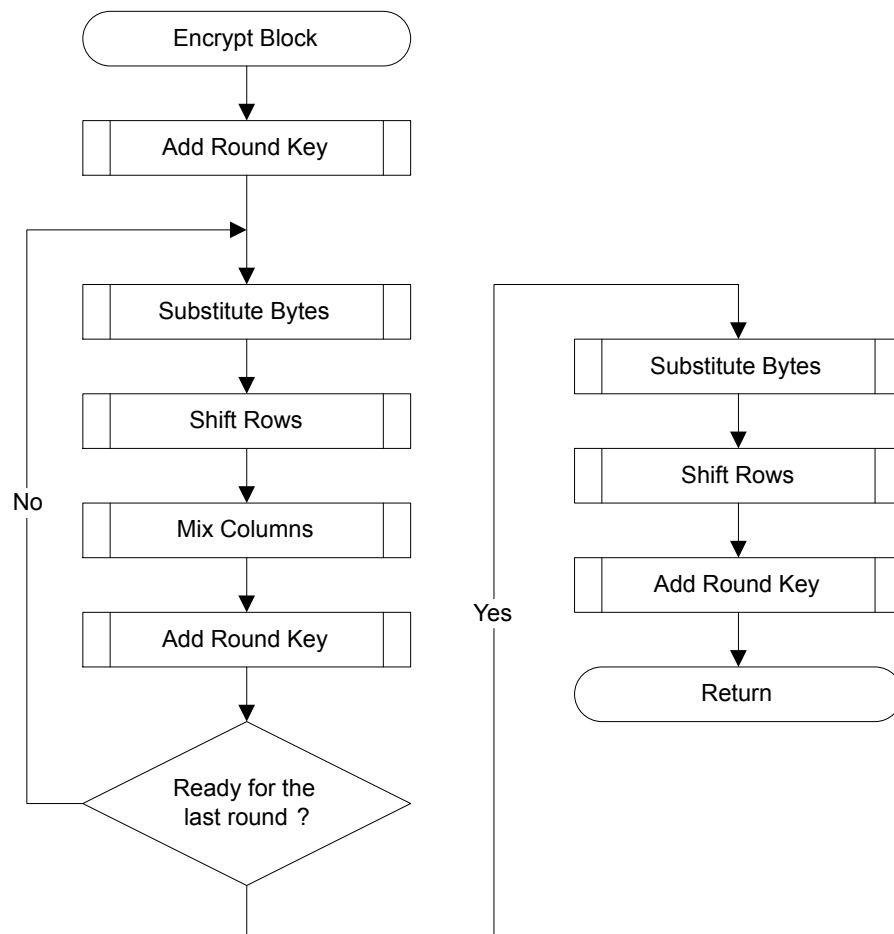 Encrypt Block
Add Round Key
Substitute Bytes
Shift Rows
Mix Columns
Add Round Key
Ready for the
last round ?
No
Yes
Substitute Bytes
Shift Rows
Add Round Key
Return